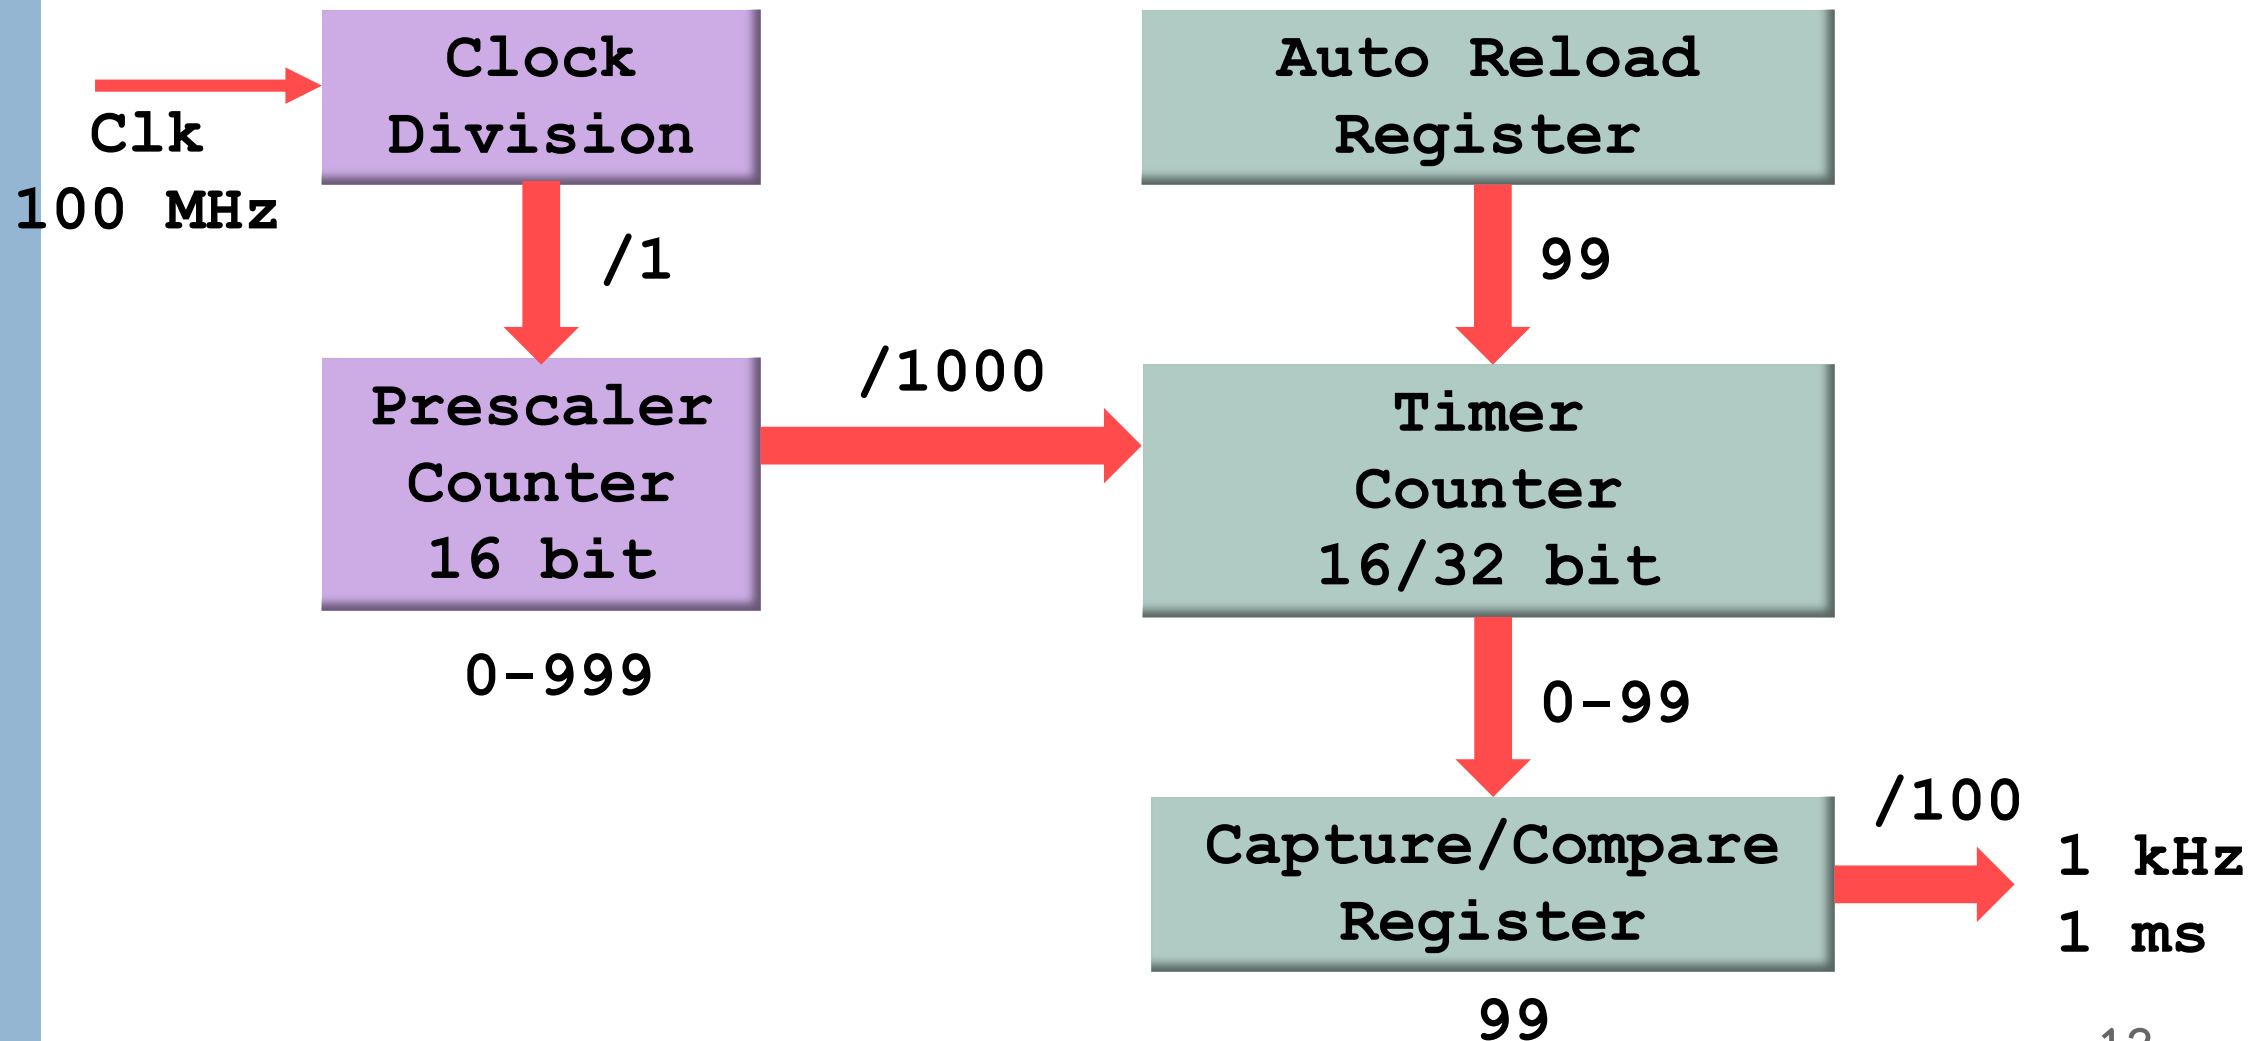 Clock
Division
Auto Reload
Register
Clk
100 MHz
/1
99
Prescaler
Counter
16 bit
/1000
Timer
Counter
16/32 bit
0-999
0-99
Capture/Compare
Register
/100
1 kHz
1 ms
99